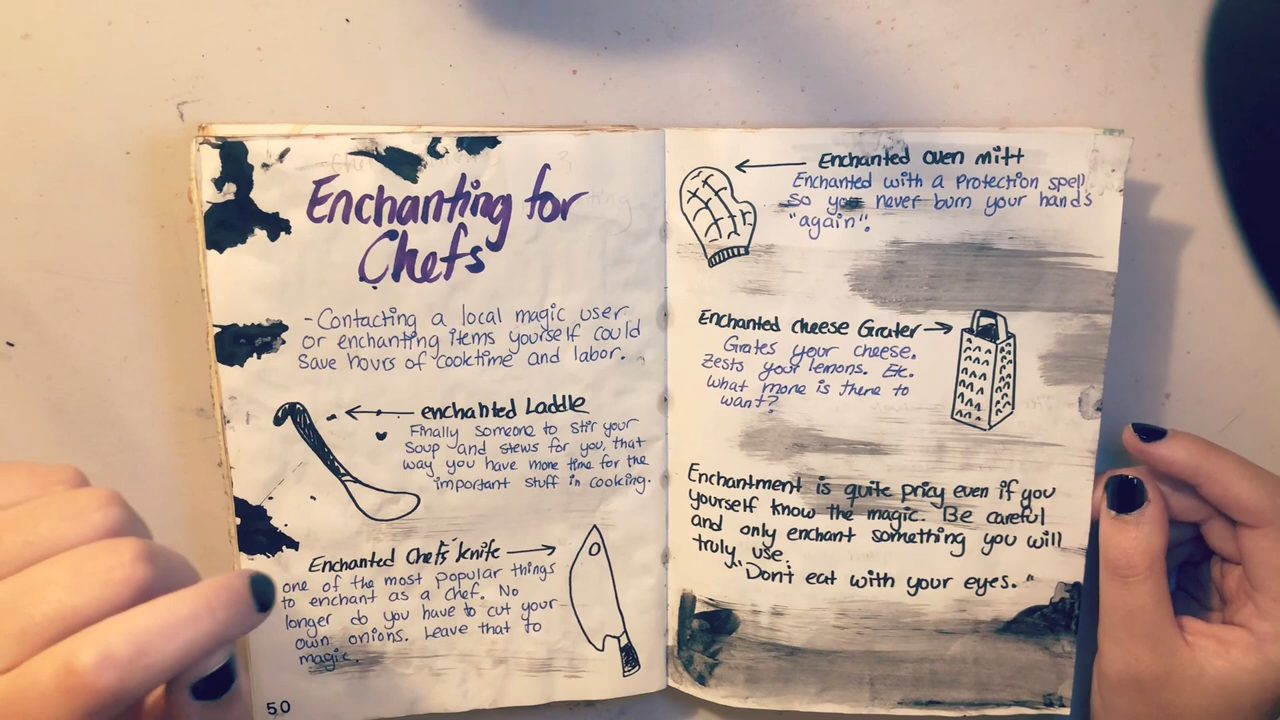 Enchanting for
Chefs
- Contacting a local magic user
or enchanting items yourself could
save hours of cooktime and labor.
enchanted Laddle
Finally someone to stir your
soup and stews for you, that
way you have more time for the
important stuff in cooking.
Enchanted Chefs' knife
one of the most popular things
to enchant as a chef. No
longer do you have to cut your
own onions. Leave that to
magic.
50
Enchanted oven mitt
Enchanted with a Protection spell
so you never burn your hands
"again".
Enchanted cheese Grater
Grates your cheese.
Zests your lemons. Etc.
what more is there to
want?
Enchantment is quite pricy even if you
yourself know the magic. Be careful
and only enchant something you will
truly use.
"Don't eat with your eyes."